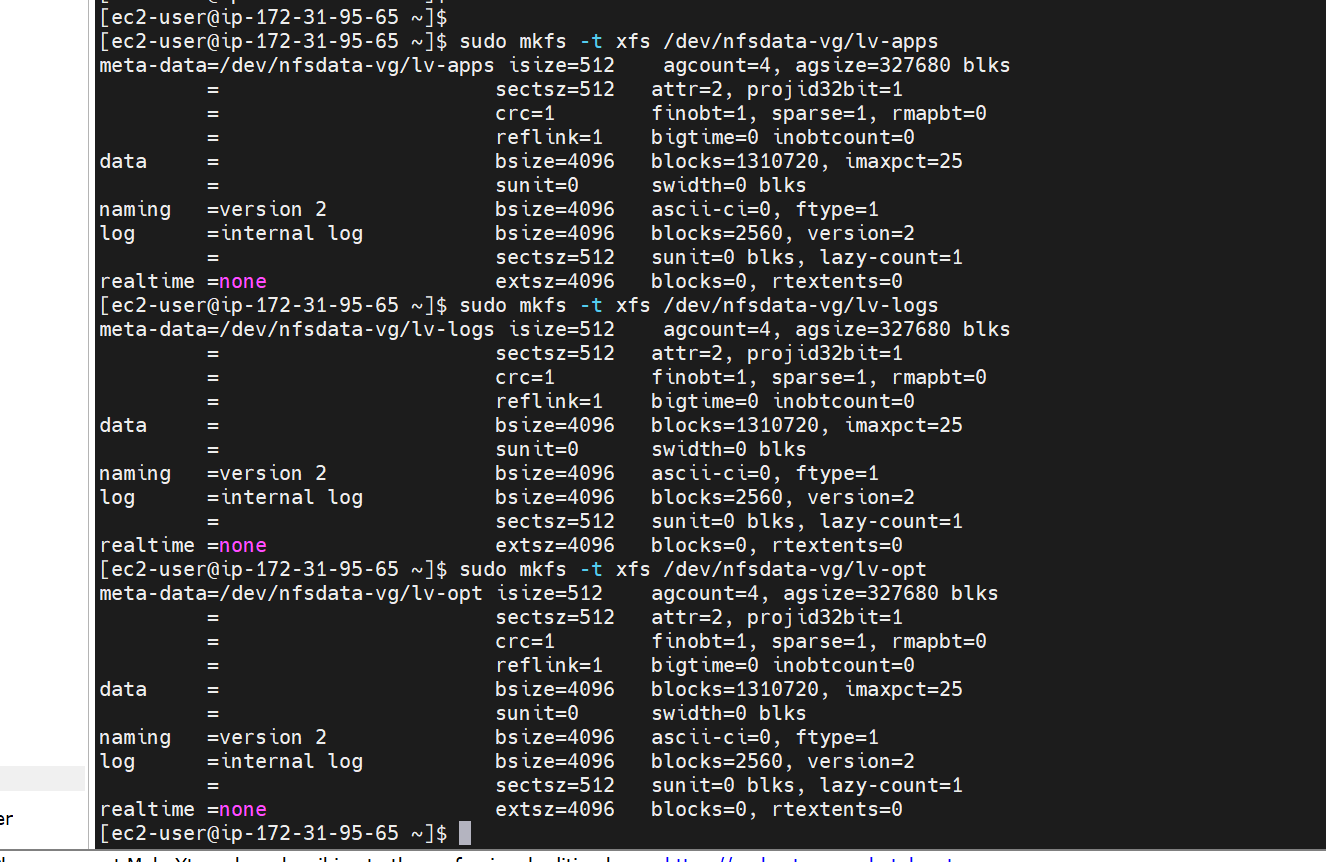 [ec2-user@ip-172-31-95-65 ~]$
[ec2-user@ip-172-31-95-65 ~]$ sudo mkfs -t xfs /dev/nfsdata-vg/lv-apps
meta-data=/dev/nfsdata-vg/lv-apps isize=512    agcount=4, agsize=327680 blks
         =                       sectsz=512   attr=2, projid32bit=1
         =                       crc=1        finobt=1, sparse=1, rmapbt=0
         =                       reflink=1    bigtime=0 inobtcount=0
data     =                       bsize=4096   blocks=1310720, imaxpct=25
         =                       sunit=0      swidth=0 blks
naming   =version 2              bsize=4096   ascii-ci=0, ftype=1
log      =internal log           bsize=4096   blocks=2560, version=2
         =                       sectsz=512   sunit=0 blks, lazy-count=1
realtime =none                   extsz=4096   blocks=0, rtextents=0
[ec2-user@ip-172-31-95-65 ~]$ sudo mkfs -t xfs /dev/nfsdata-vg/lv-logs
meta-data=/dev/nfsdata-vg/lv-logs isize=512    agcount=4, agsize=327680 blks
         =                       sectsz=512   attr=2, projid32bit=1
         =                       crc=1        finobt=1, sparse=1, rmapbt=0
         =                       reflink=1    bigtime=0 inobtcount=0
data     =                       bsize=4096   blocks=1310720, imaxpct=25
         =                       sunit=0      swidth=0 blks
naming   =version 2              bsize=4096   ascii-ci=0, ftype=1
log      =internal log           bsize=4096   blocks=2560, version=2
         =                       sectsz=512   sunit=0 blks, lazy-count=1
realtime =none                   extsz=4096   blocks=0, rtextents=0
[ec2-user@ip-172-31-95-65 ~]$ sudo mkfs -t xfs /dev/nfsdata-vg/lv-opt
meta-data=/dev/nfsdata-vg/lv-opt isize=512    agcount=4, agsize=327680 blks
         =                       sectsz=512   attr=2, projid32bit=1
         =                       crc=1        finobt=1, sparse=1, rmapbt=0
         =                       reflink=1    bigtime=0 inobtcount=0
data     =                       bsize=4096   blocks=1310720, imaxpct=25
         =                       sunit=0      swidth=0 blks
naming   =version 2              bsize=4096   ascii-ci=0, ftype=1
log      =internal log           bsize=4096   blocks=2560, version=2
         =                       sectsz=512   sunit=0 blks, lazy-count=1
realtime =none                   extsz=4096   blocks=0, rtextents=0
er
[ec2-user@ip-172-31-95-65 ~]$